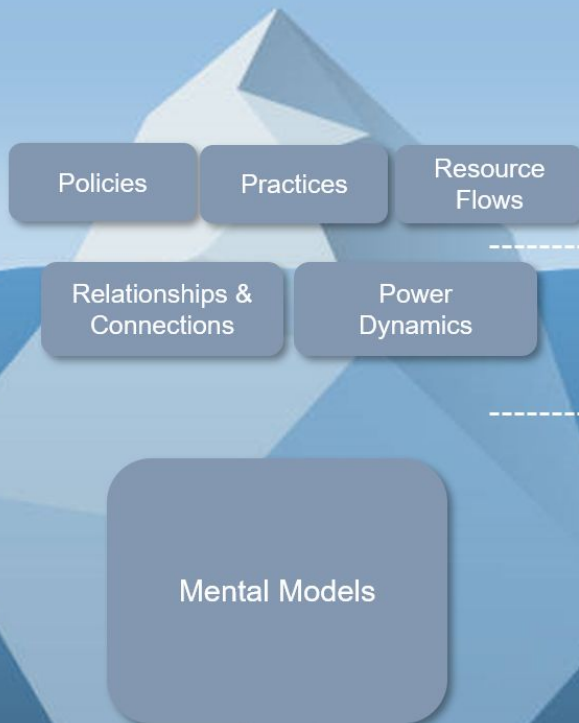 Policies
Practices
Resource
Flows
Relationships &
Connections
Power
Dynamics
Mental Models